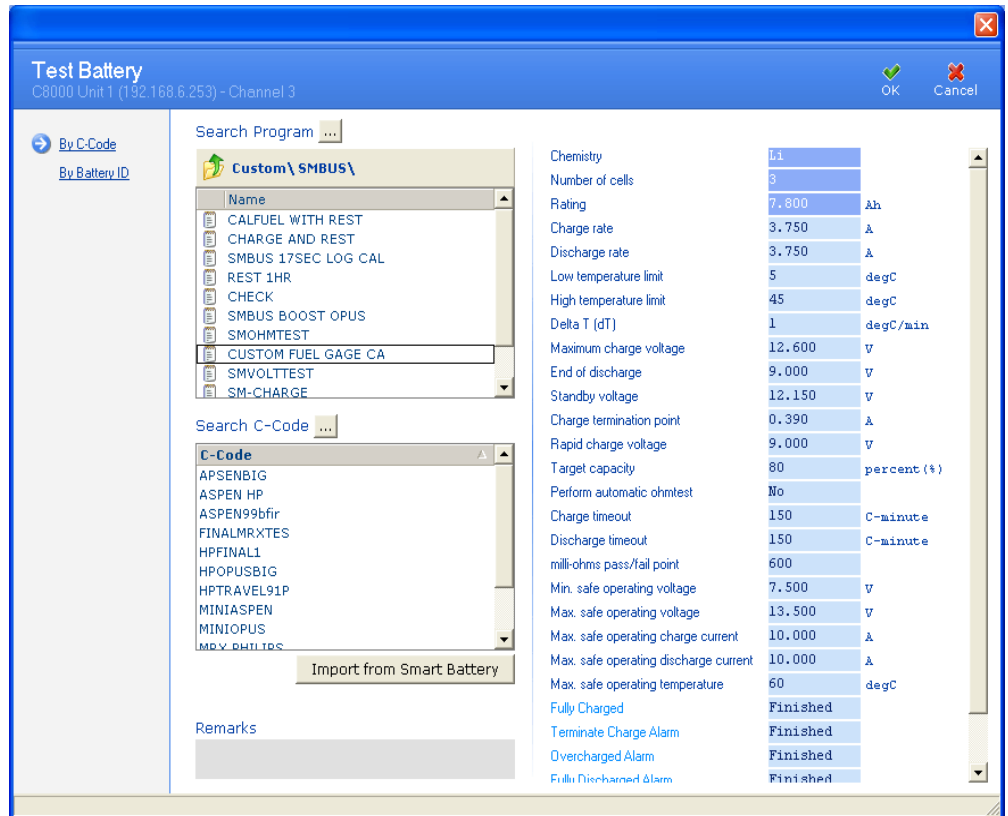 Test Battery
C8000 Unit 1 (192.168.6.253) - Channel 3
OK
Cancel
By C-Code
By Battery ID
Search Program ...
Custom\ SMBUS\
Name
CALFUEL WITH REST
CHARGE AND REST
SMBUS 17SEC LOG CAL
REST 1HR
CHECK
SMBUS BOOST OPUS
SMOHMTEST
CUSTOM FUEL GAGE CA
SMVOLTTEST
SM-CHARGE
Search C-Code ...
C-Code
APSENBIG
ASPEN HP
ASPEN99bfir
FINALMRXTES
HPFINAL1
HPOPUSBIG
HPTRAVEL91P
MINIASPEN
MINIOPUS
MRX PHILIPS
Import from Smart Battery
Remarks
Chemistry Li
Number of cells 3
Rating 7.800 Ah
Charge rate 3.750 A
Discharge rate 3.750 A
Low temperature limit 5 degC
High temperature limit 45 degC
Delta T (dT) 1 degC/min
Maximum charge voltage 12.600 V
End of discharge 9.000 V
Standby voltage 12.150 V
Charge termination point 0.390 A
Rapid charge voltage 9.000 V
Target capacity 80 percent(%)
Perform automatic ohmtest No
Charge timeout 150 C-minute
Discharge timeout 150 C-minute
milli-ohms pass/fail point 600
Min. safe operating voltage 7.500 V
Max. safe operating voltage 13.500 V
Max. safe operating charge current 10.000 A
Max. safe operating discharge current 10.000 A
Max. safe operating temperature 60 degC
Fully Charged Finished
Terminate Charge Alarm Finished
Overcharged Alarm Finished
Fully Discharged Alarm Finished